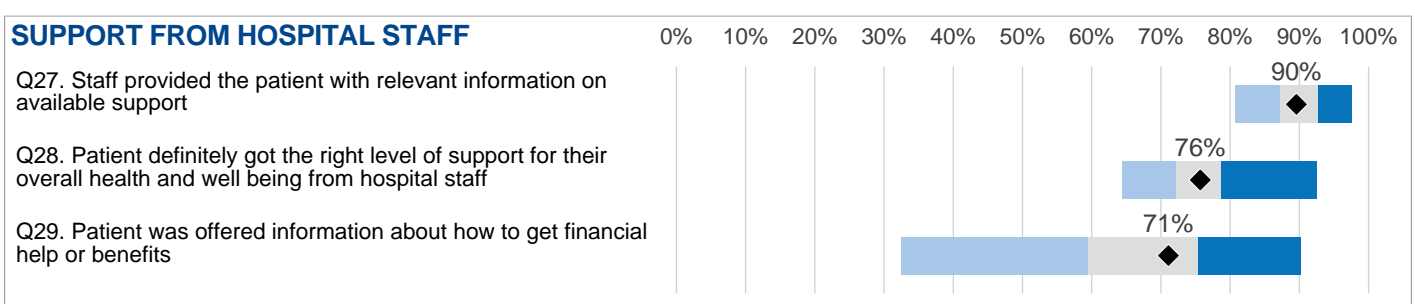 SUPPORT FROM HOSPITAL STAFF
0% 10% 20% 30% 40% 50% 60% 70% 80% 90% 100%
Q27. Staff provided the patient with relevant information on
available support
90%
Q28. Patient definitely got the right level of support for their
overall health and well being from hospital staff
76%
Q29. Patient was offered information about how to get financial
help or benefits
71%